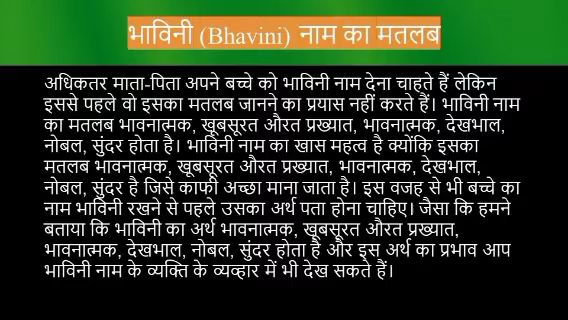 भाविनी (Bhavini) नाम का मतलब
अधिकतर माता-पिता अपने बच्चे को भाविनी नाम देना चाहते हैं लेकिन
इससे पहले वो इसका मतलब जानने का प्रयास नहीं करते हैं। भाविनी नाम
का मतलब भावनात्मक, खूबसूरत औरत प्रख्यात, भावनात्मक, देखभाल,
नोबल, सुंदर होता है। भाविनी नाम का खास महत्व है क्योंकि इसका
मतलब भावनात्मक, खूबसूरत औरत प्रख्यात, भावनात्मक, देखभाल,
नोबल, सुंदर है जिसे काफी अच्छा माना जाता है। इस वजह से भी बच्चे का
नाम भाविनी रखने से पहले उसका अर्थ पता होना चाहिए। जैसा कि हमने
बताया कि भाविनी का अर्थ भावनात्मक, खूबसूरत औरत प्रख्यात,
भावनात्मक, देखभाल, नोबल, सुंदर होता है और इस अर्थ का प्रभाव आप
भाविनी नाम के व्यक्ति के व्यव्हार में भी देख सकते हैं।